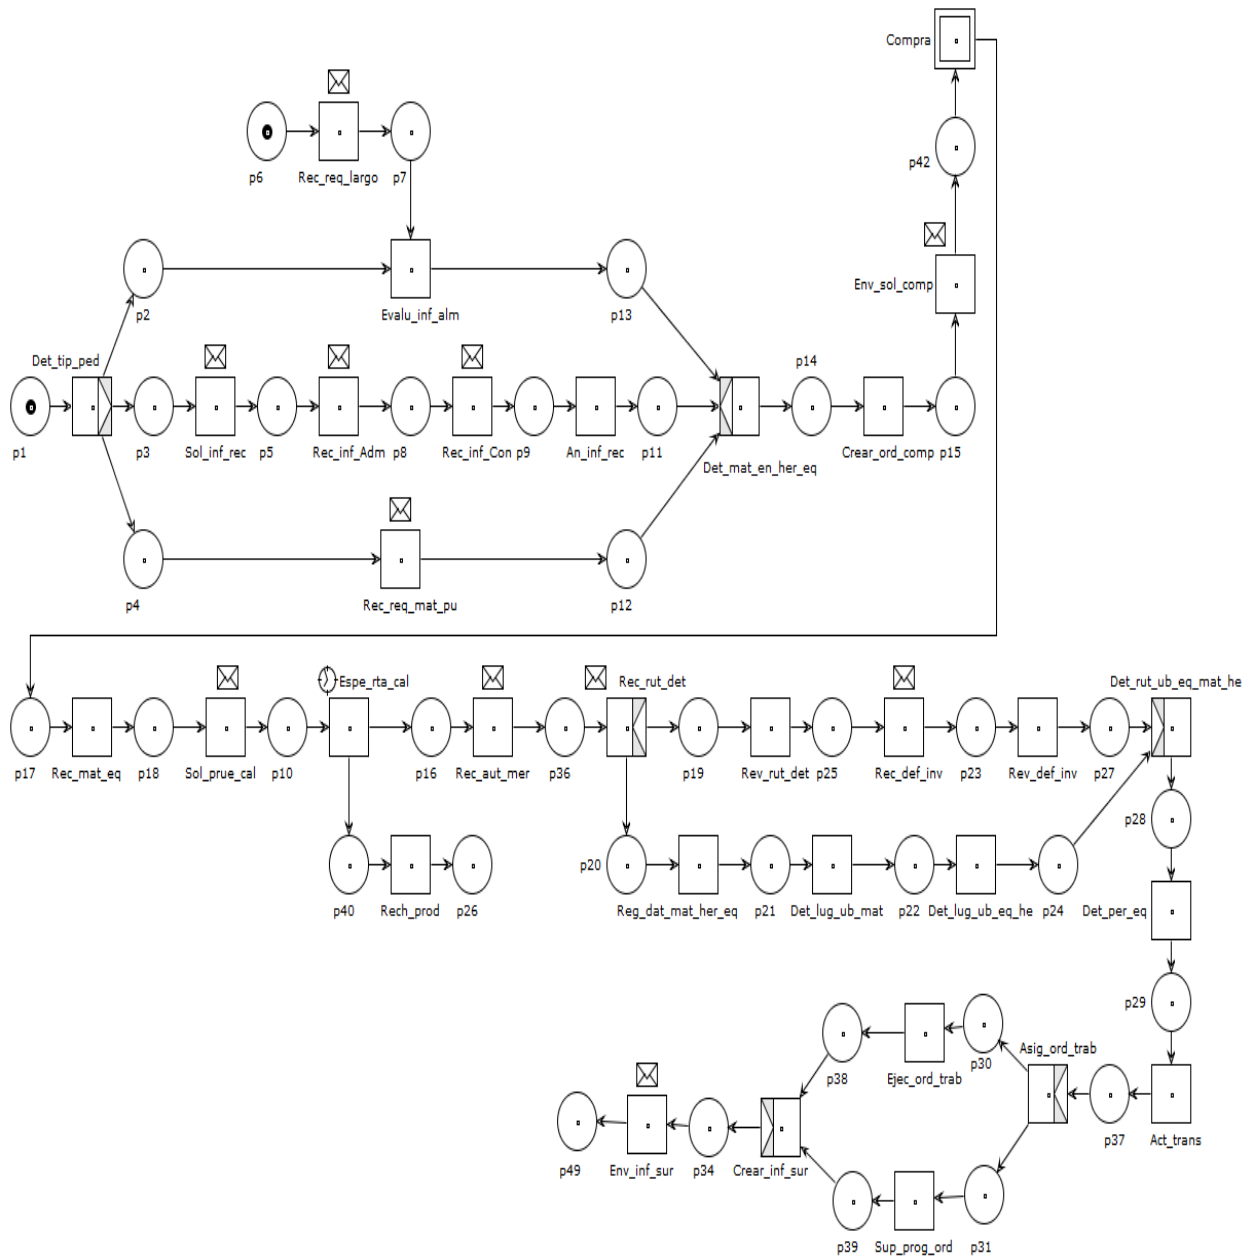 Compra
p42
p6
Rec_req_largo
p7
Env_sol_comp
p2
Evalu_inf_alm
p13
Det_tip_ped
p14
p1
p3
Sol_inf_rec
p5
Rec_inf_Adm
p8
Rec_inf_Con
p9
An_inf_rec
p11
Det_mat_en_her_eq
Crear_ord_comp
p15
p4
Rec_req_mat_pu
p12
Espe_rta_cal
Rec_rut_det
Det_rut_ub_eq_mat_he
p17
Rec_mat_eq
p18
Sol_prue_cal
p10
p16
Rec_aut_mer
p36
p19
Rev_rut_det
p25
Rec_def_inv
p23
Rev_def_inv
p27
p28
p20
p40
Rech_prod
p26
Reg_dat_mat_her_eq
p21
Det_lug_ub_mat
p22
Det_lug_ub_eq_he
p24
Det_per_eq
p29
Asig_ord_trab
p30
Ejec_ord_trab
p38
p37
Act_trans
p49
Env_inf_sur
p34
Crear_inf_sur
p39
Sup_prog_ord
p31